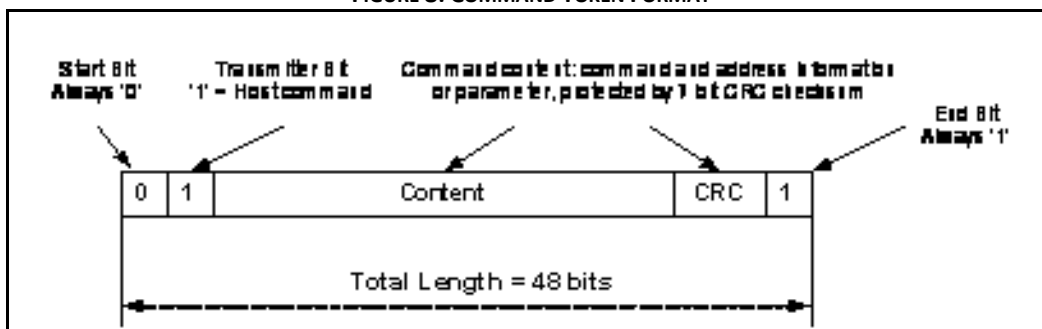 FIGURE COMMAND TOKEN FORMAT
Start Bit
Always '0'
Transmitter Bit
'1' = Host command
Command content: command and address information
or parameter, protected by 7 bit CRC checksum
End Bit
Always '1'
0 1 Content CRC 1
Total Length = 48 bits